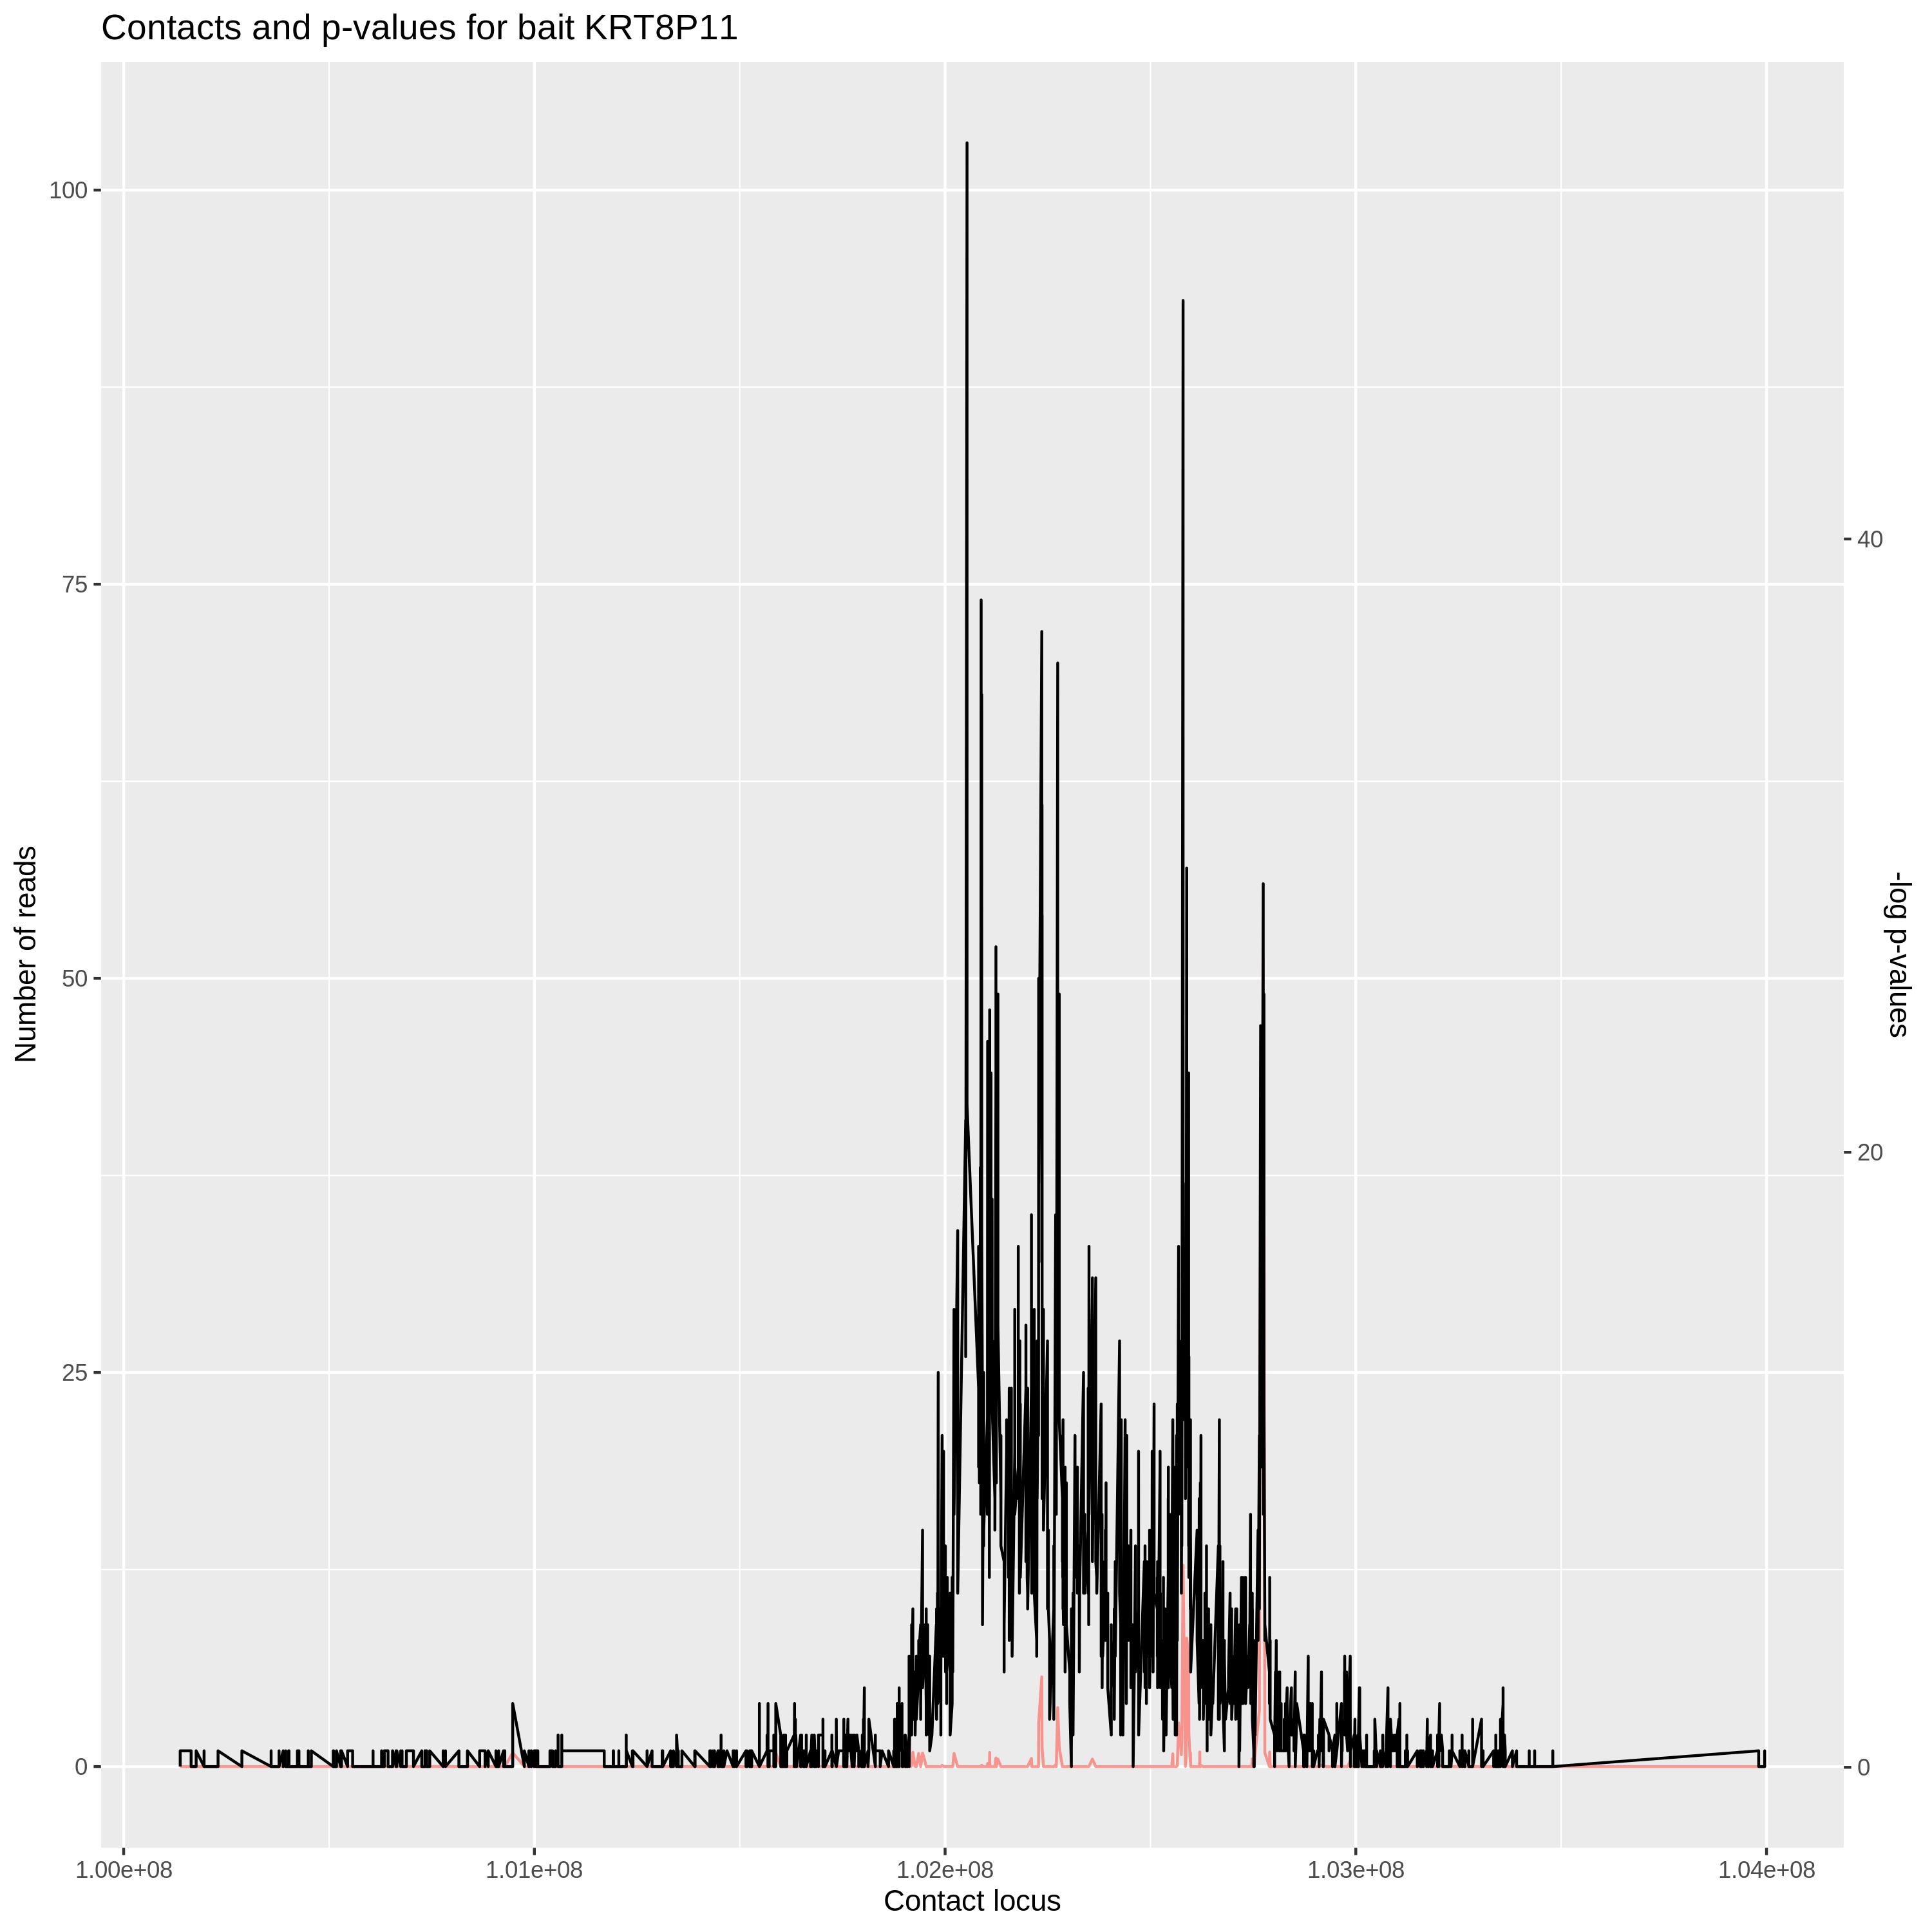 Contacts and p-values for bait KRT8P11
100
75
50
25
0
Number of reads
40
20
0
-log p-values
1.00e+08 1.01e+08 1.02e+08 1.03e+08 1.04e+08
Contact locus